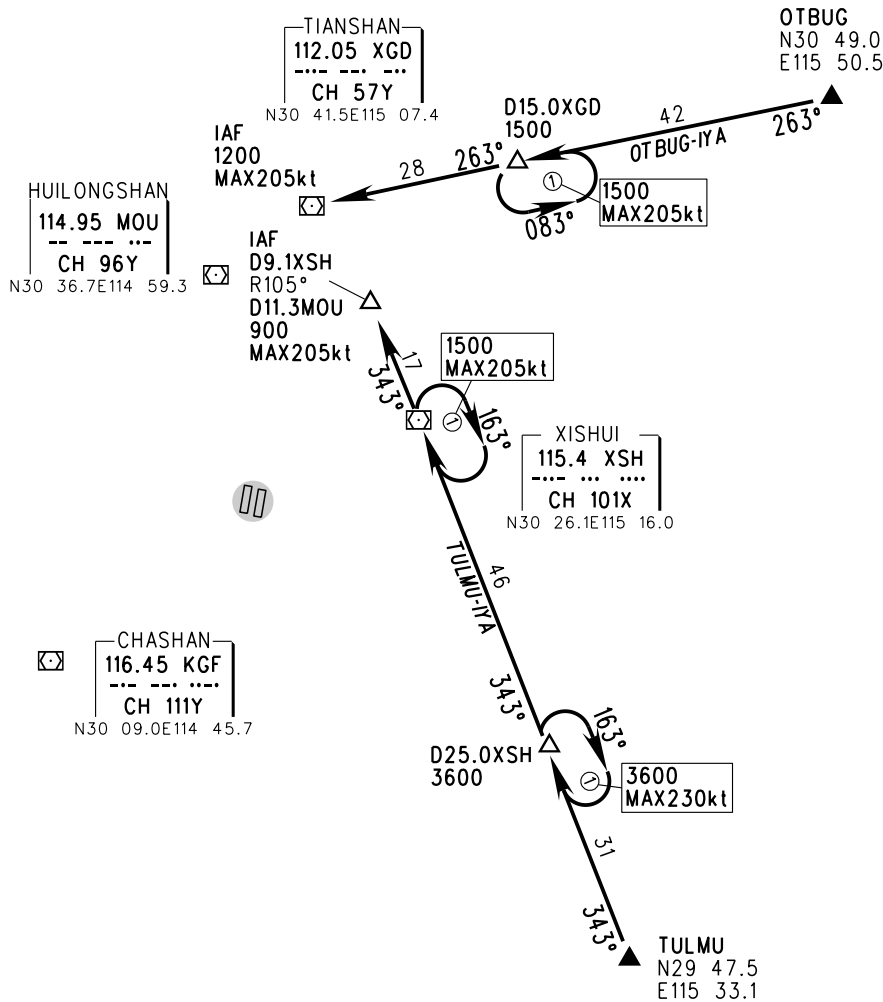 TIANSHAN
112.05 XGD
-··- --· -··
CH 57Y
N30 41.5E115 07.4
OTBUG
N30 49.0
E115 50.5
D15.0XGD
1500
42
263°
OTBUG-1YA
263°
28
IAF
1200
MAX205kt
1
083°
1500
MAX205kt
HUILONGSHAN
114.95 MOU
-- --- ··-
CH 96Y
N30 36.7E114 59.3
IAF
D9.1XSH
R105°
D11.3MOU
900
MAX205kt
17
343°
1500
MAX205kt
1
163°
XISHUI
115.4 XSH
-··- ··· ····
CH 101X
N30 26.1E115 16.0
46
TULMU-1YA
343°
CHASHAN
116.45 KGF
-·- --· ··-·
CH 111Y
N30 09.0E114 45.7
D25.0XSH
3600
163°
1
3600
MAX230kt
31
343°
TULMU
N29 47.5
E115 33.1